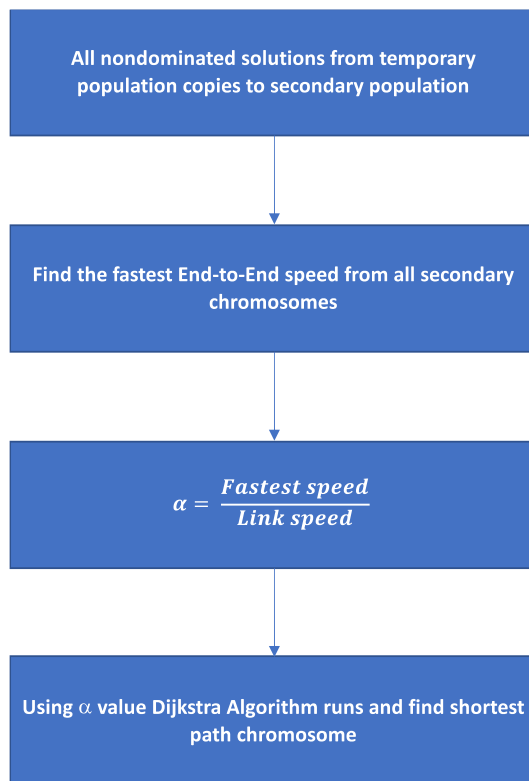 All nondominated solutions from temporary
population copies to secondary population
Find the fastest End-to-End speed from all secondary
chromosomes
α = Fastest speed / Link speed
Using α value Dijkstra Algorithm runs and find shortest
path chromosome